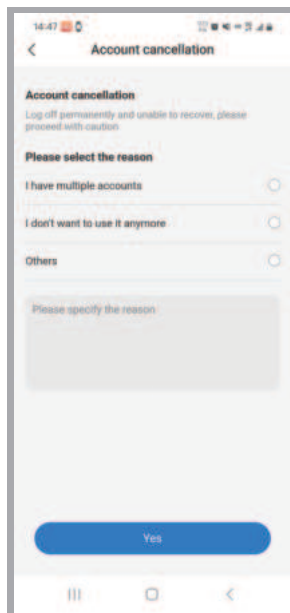 14:47
Account cancellation
Account cancellation
Log off permanently and unable to recover, please
proceed with caution
Please select the reason
I have multiple accounts
I don't want to use it anymore
Others
Please specify the reason
Yes